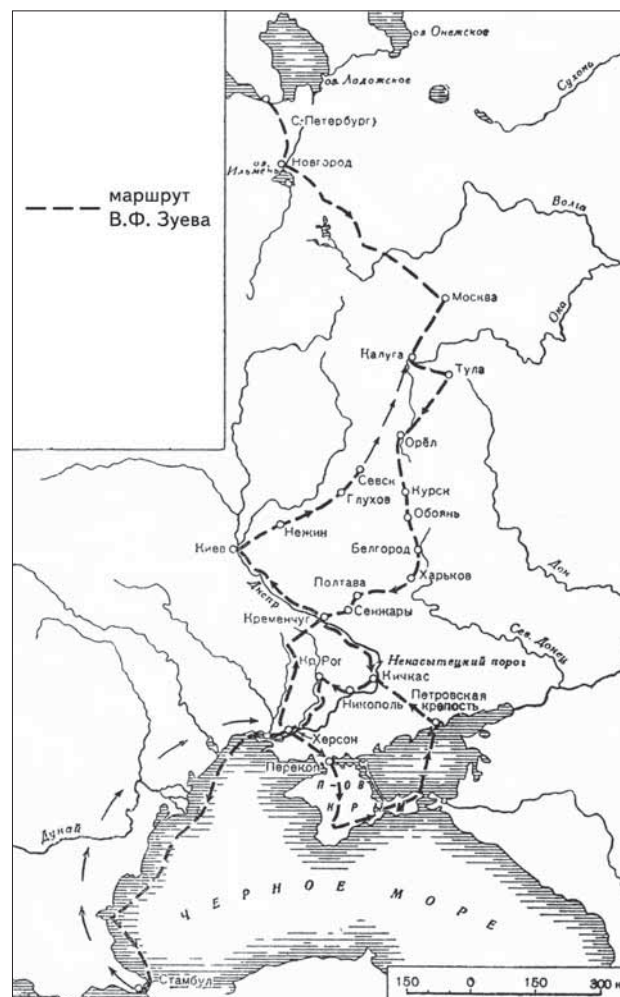 оз Онежское
оз Ладожское
Сухонь
С.-Петербург)
оз.
Ильмень
Новгород
маршрут
В.Ф. Зуева
Волга
Москва
Ока
Калуга
Тула
Орёл
Севск
Глухов
Курск
Обоянь
Нежин
Киев
Белгород
Дон
Харьков
Полтава
Днепр
Сенжары
Кременчуг
Сев. Донец
Кр Рог
Ненасытецкий порог
Кичкас
Никополь
Петровская
крепость
Херсон
Перекоп
П-ОВ
К Р
Дунай
ЧЕРНОЕ МОРЕ
Стамбул
150 0 150 300 к